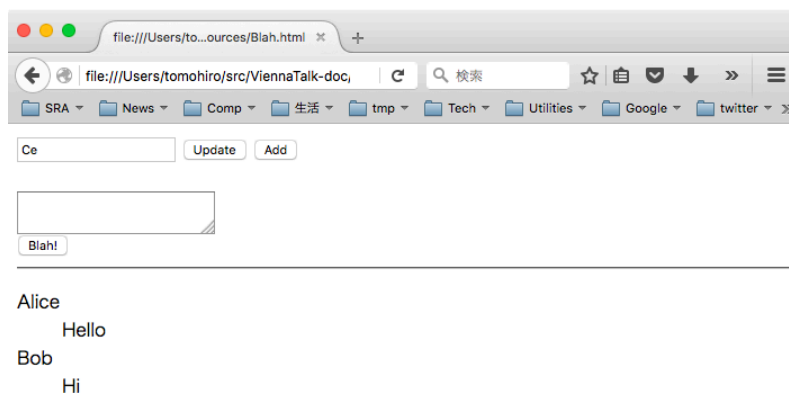 file:///Users/to...ources/Blah.html
file:///Users/tomohiro/src/ViennaTalk-doc/ 検索
SRA News Comp 生活 tmp Tech Utilities Google twitter
Ce Update Add
Blah!
Alice
Hello
Bob
Hi